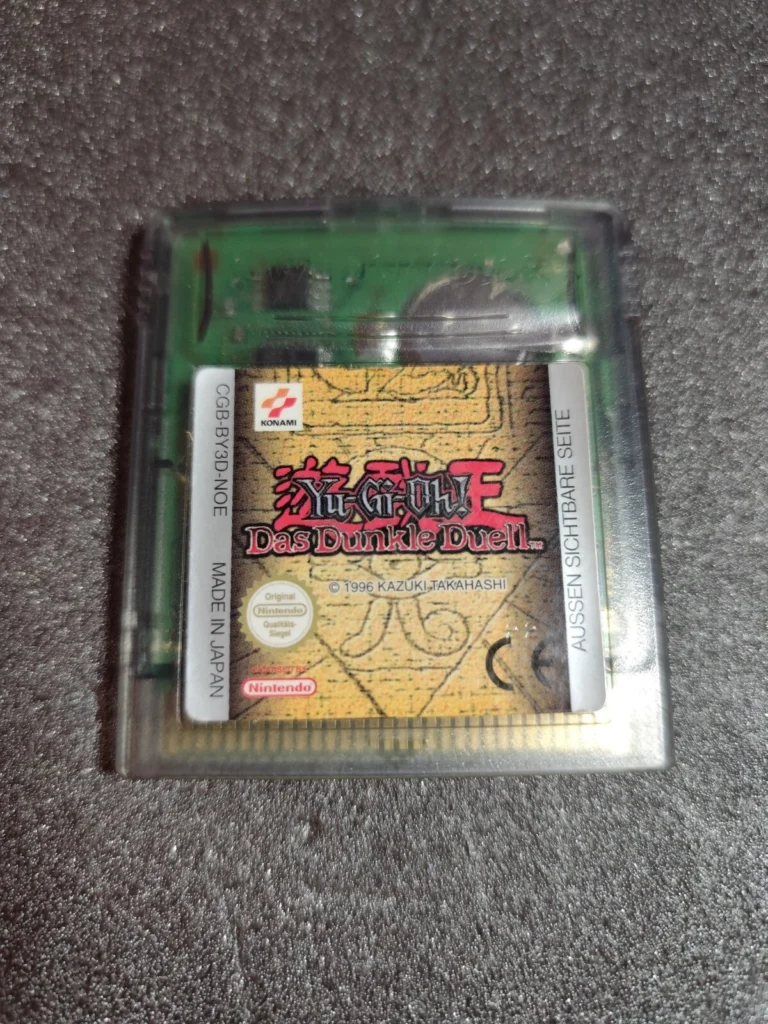 KONAMI
CGB-BY3D-NOE
MADE IN JAPAN
遊戯王
Yu-Gi-Oh!
Das Dunkle Duell™
© 1996 KAZUKI TAKAHASHI
Original
Nintendo
Qualitäts-
Siegel
Nintendo
CE
AUSSEN SICHTBARE SEITE